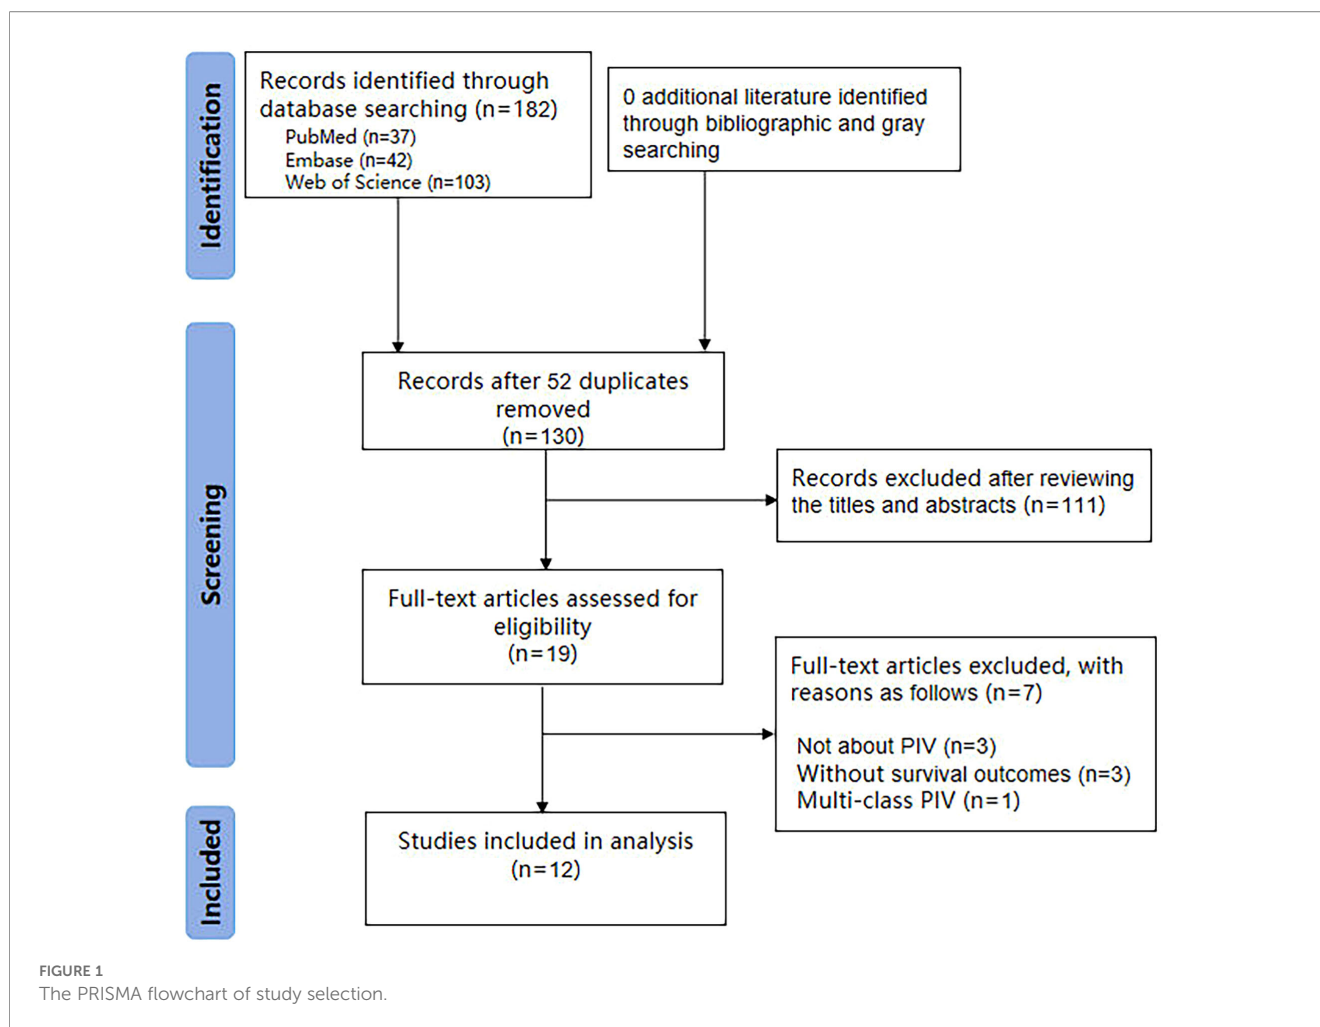 Identification
Records identified through
database searching (n=182)
PubMed (n=37)
Embase (n=42)
Web of Science (n=103)
0 additional literature identified
through bibliographic and gray
searching
Screening
Records after 52 duplicates
removed
(n=130)
Records excluded after reviewing
the titles and abstracts (n=111)
Full-text articles assessed for
eligibility
(n=19)
Full-text articles excluded, with
reasons as follows (n=7)
Not about PIV (n=3)
Without survival outcomes (n=3)
Multi-class PIV (n=1)
Included
Studies included in analysis
(n=12)
FIGURE 1
The PRISMA flowchart of study selection.